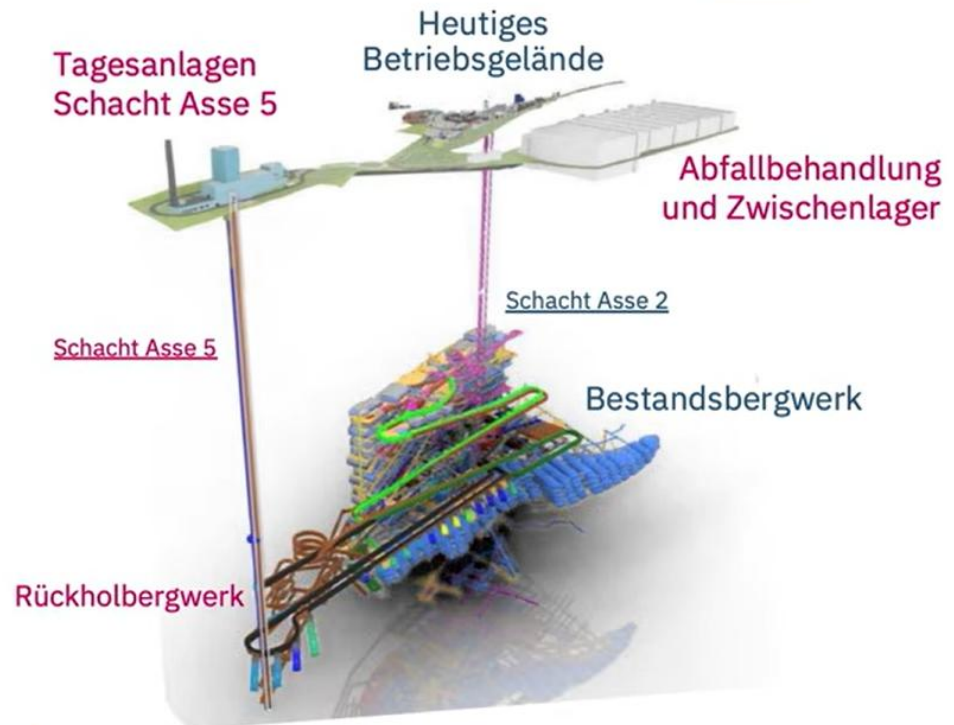 Heutiges
Betriebsgelände
Tagesanlagen
Schacht Asse 5
Abfallbehandlung
und Zwischenlager
Schacht Asse 2
Schacht Asse 5
Bestandsbergwerk
Rückholbergwerk